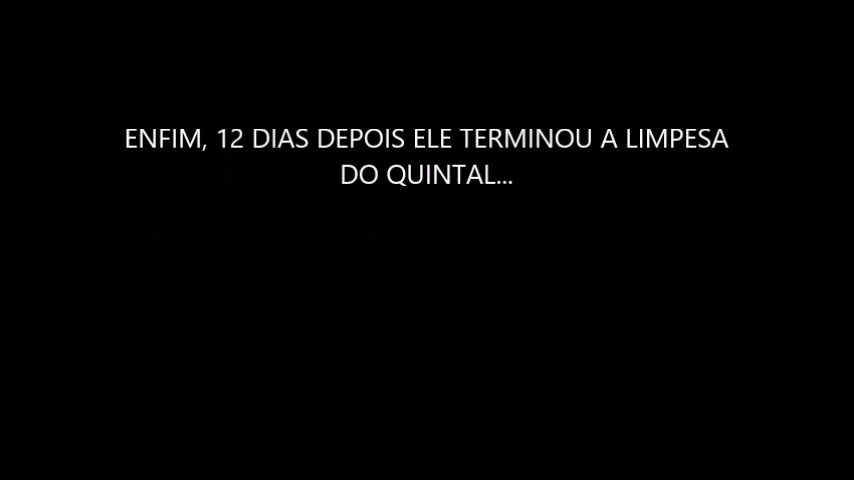 ENFIM, 12 DIAS DEPOIS ELE TERMINOU A LIMPESA
DO QUINTAL...